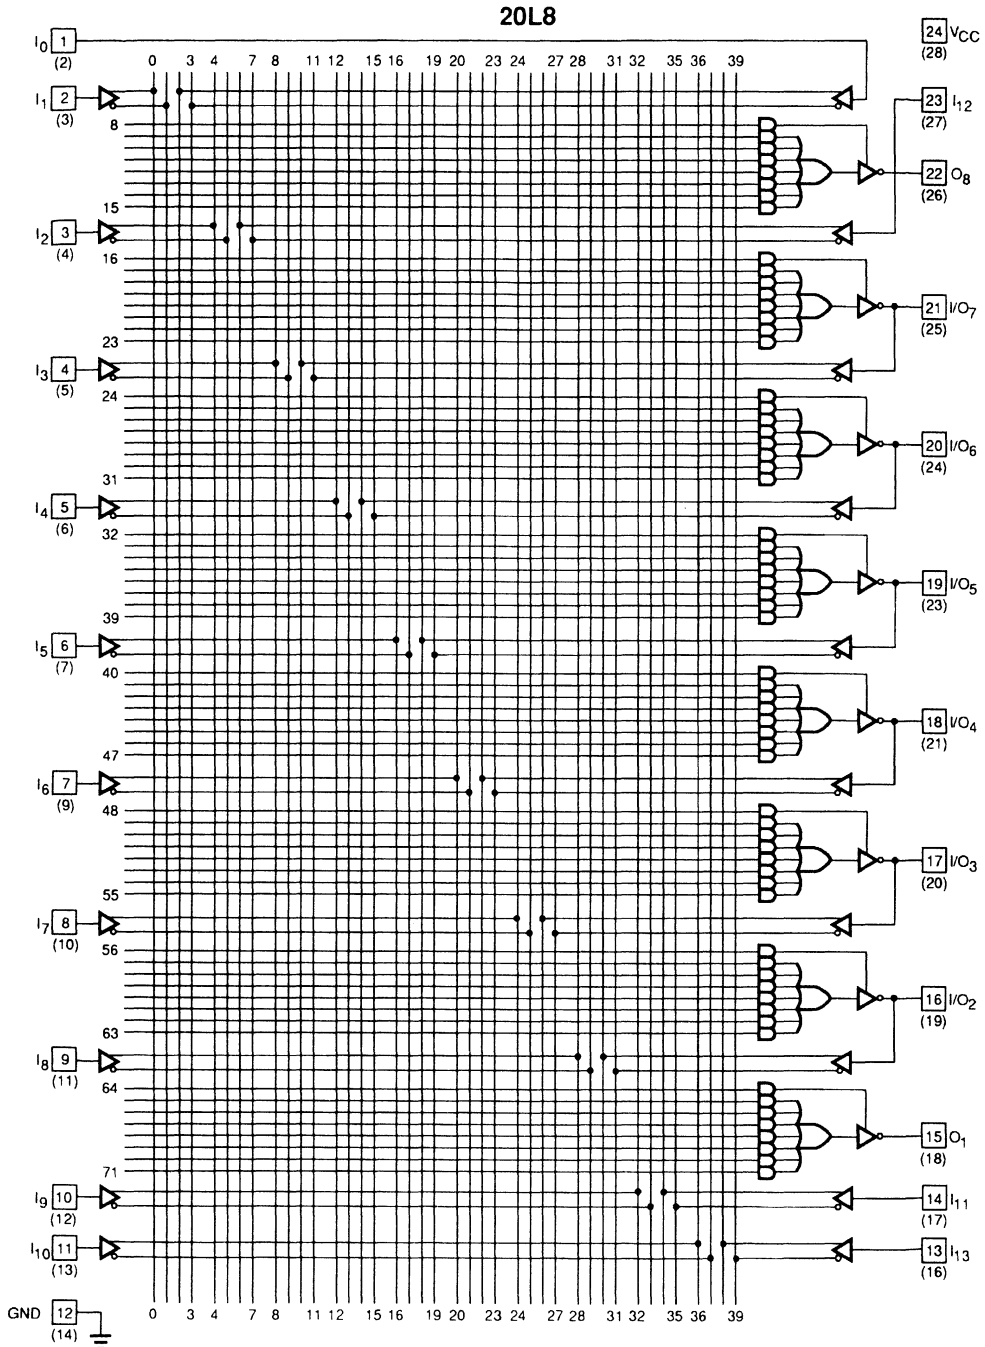 20L8
I0 1 24 VCC
(2) (28)
0 3 4 7 8 11 12 15 16 19 20 23 24 27 28 31 32 35 36 39
I1 2 23 I12
(3) (27)
8
22 O8
(26)
15
I2 3
(4)
16
21 I/O7
(25)
23
I3 4
(5)
24
20 I/O6
(24)
31
I4 5
(6)
32
19 I/O5
(23)
39
I5 6
(7)
40
18 I/O4
(21)
47
I6 7
(9)
48
17 I/O3
(20)
55
I7 8
(10)
56
16 I/O2
(19)
63
I8 9
(11)
64
15 O1
(18)
71
I9 10 14 I11
(12) (17)
I10 11 13 I13
(13) (16)
GND 12
(14)
0 3 4 7 8 11 12 15 16 19 20 23 24 27 28 31 32 35 36 39